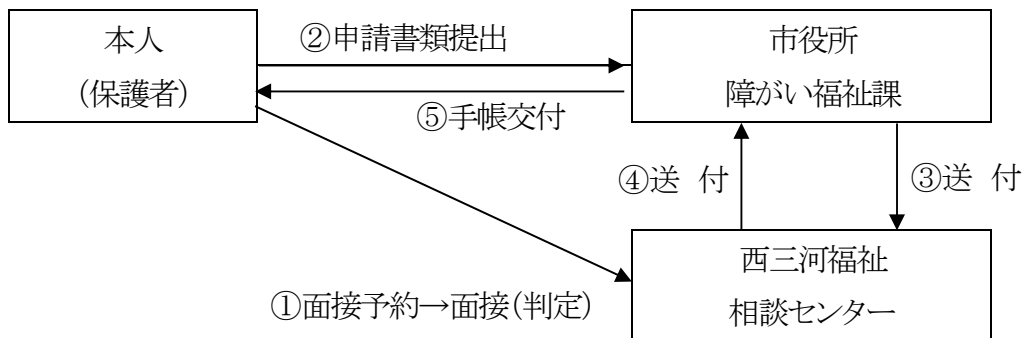 本人
(保護者)
②申請書類提出
市役所
障がい福祉課
⑤手帳交付
④送 付
③送 付
西三河福祉
相談センター
①面接予約→面接(判定)